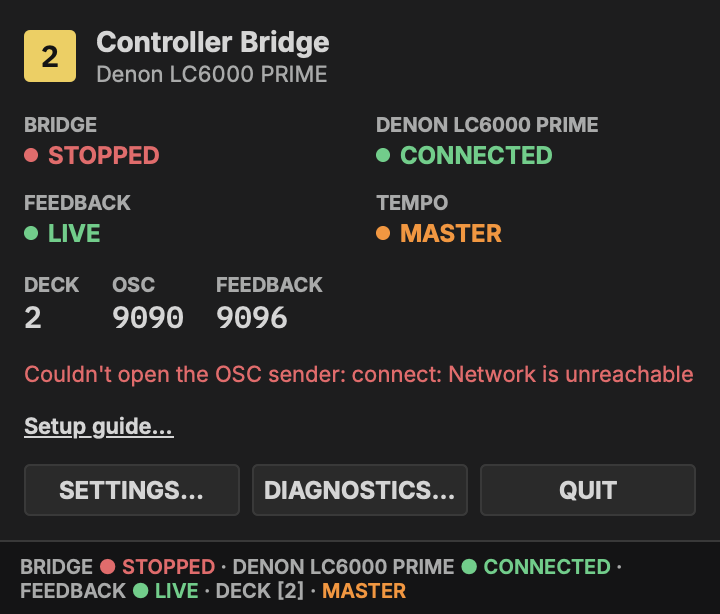 2
Controller Bridge
Denon LC6000 PRIME
BRIDGE
STOPPED
DENON LC6000 PRIME
CONNECTED
FEEDBACK
LIVE
TEMPO
MASTER
DECK
2
OSC
9090
FEEDBACK
9096
Couldn't open the OSC sender: connect: Network is unreachable
Setup guide...
SETTINGS...
DIAGNOSTICS...
QUIT
BRIDGE ● STOPPED · DENON LC6000 PRIME ● CONNECTED ·
FEEDBACK ● LIVE · DECK [2] · MASTER